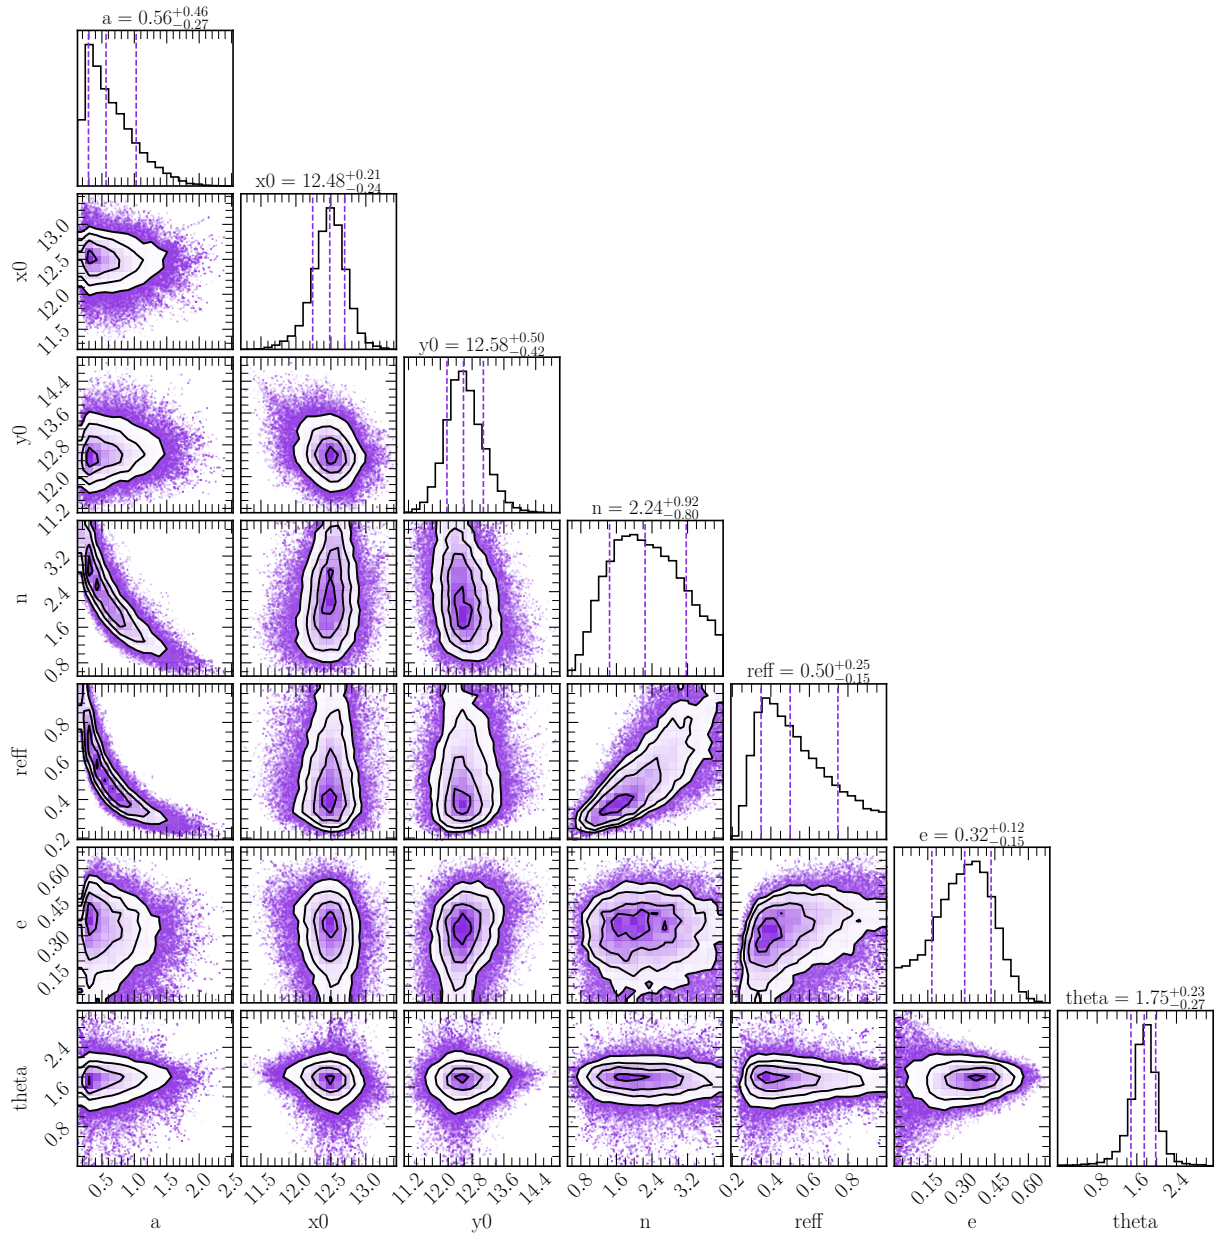 a = 0.56 +0.46 −0.27
x0 = 12.48 +0.21 −0.24
x0 13.0 12.5 12.0 11.5
y0 = 12.58 +0.50 −0.42
y0 14.4 13.6 12.8 12.0 11.2
n = 2.24 +0.92 −0.80
n 3.2 2.4 1.6 0.8
reff = 0.50 +0.25 −0.15
reff 0.8 0.6 0.4 0.2
e = 0.32 +0.12 −0.15
e 0.60 0.45 0.30 0.15
theta = 1.75 +0.23 −0.27
theta 2.4 1.6 0.8
0.5 1.0 1.5 2.0 2.5 11.5 12.0 12.5 13.0 11.2 12.0 12.8 13.6 14.4 0.8 1.6 2.4 3.2 0.2 0.4 0.6 0.8 0.15 0.30 0.45 0.60 0.8 1.6 2.4
a x0 y0 n reff e theta